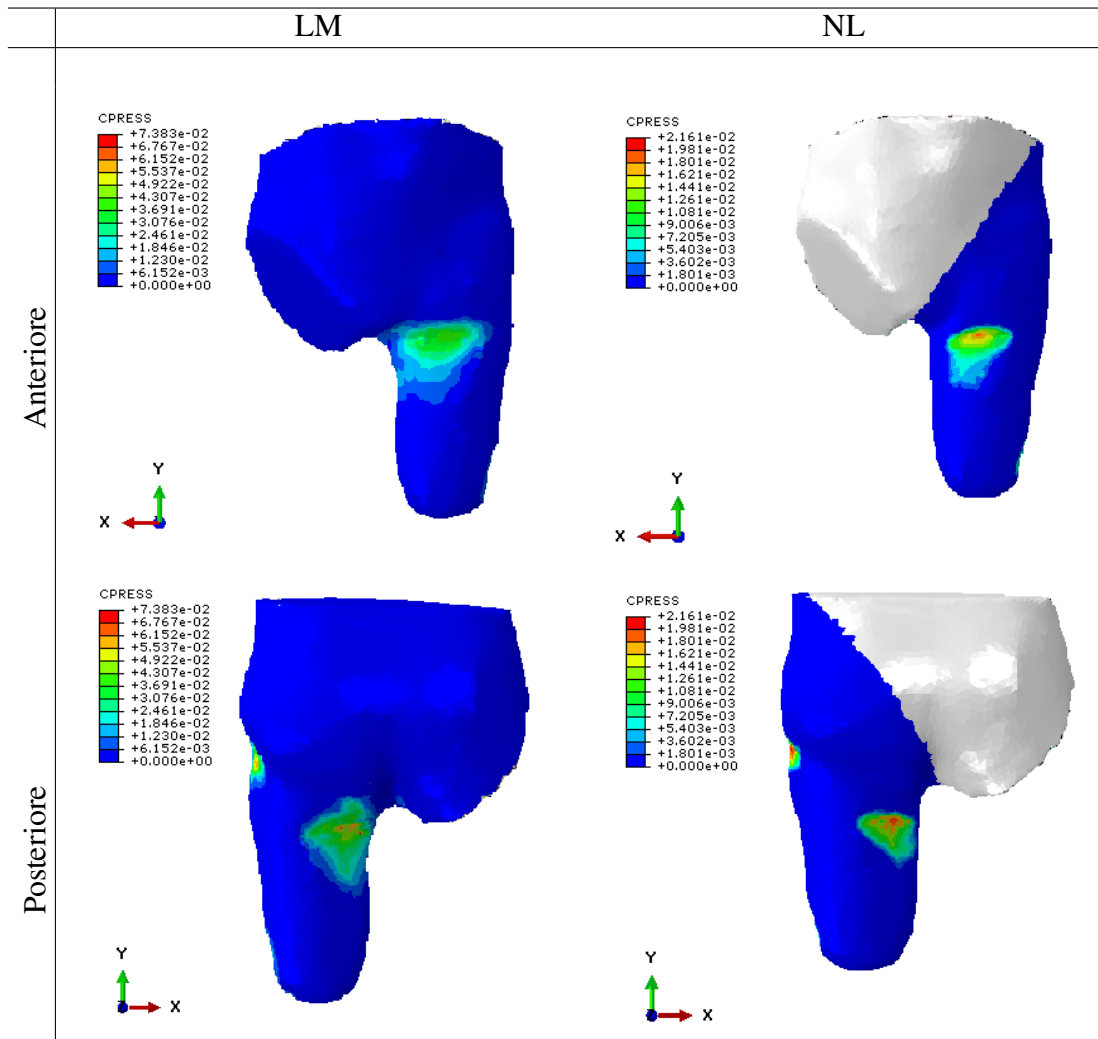 LM NL
Anteriore
CPRESS
+7.383e-02
+6.767e-02
+6.152e-02
+5.537e-02
+4.922e-02
+4.307e-02
+3.691e-02
+3.076e-02
+2.461e-02
+1.846e-02
+1.230e-02
+6.152e-03
+0.000e+00
Y
X
CPRESS
+2.161e-02
+1.981e-02
+1.801e-02
+1.621e-02
+1.441e-02
+1.261e-02
+1.081e-02
+9.006e-03
+7.205e-03
+5.403e-03
+3.602e-03
+1.801e-03
+0.000e+00
Y
X
Posteriore
CPRESS
+7.383e-02
+6.767e-02
+6.152e-02
+5.537e-02
+4.922e-02
+4.307e-02
+3.691e-02
+3.076e-02
+2.461e-02
+1.846e-02
+1.230e-02
+6.152e-03
+0.000e+00
Y
X
CPRESS
+2.161e-02
+1.981e-02
+1.801e-02
+1.621e-02
+1.441e-02
+1.261e-02
+1.081e-02
+9.006e-03
+7.205e-03
+5.403e-03
+3.602e-03
+1.801e-03
+0.000e+00
Y
X